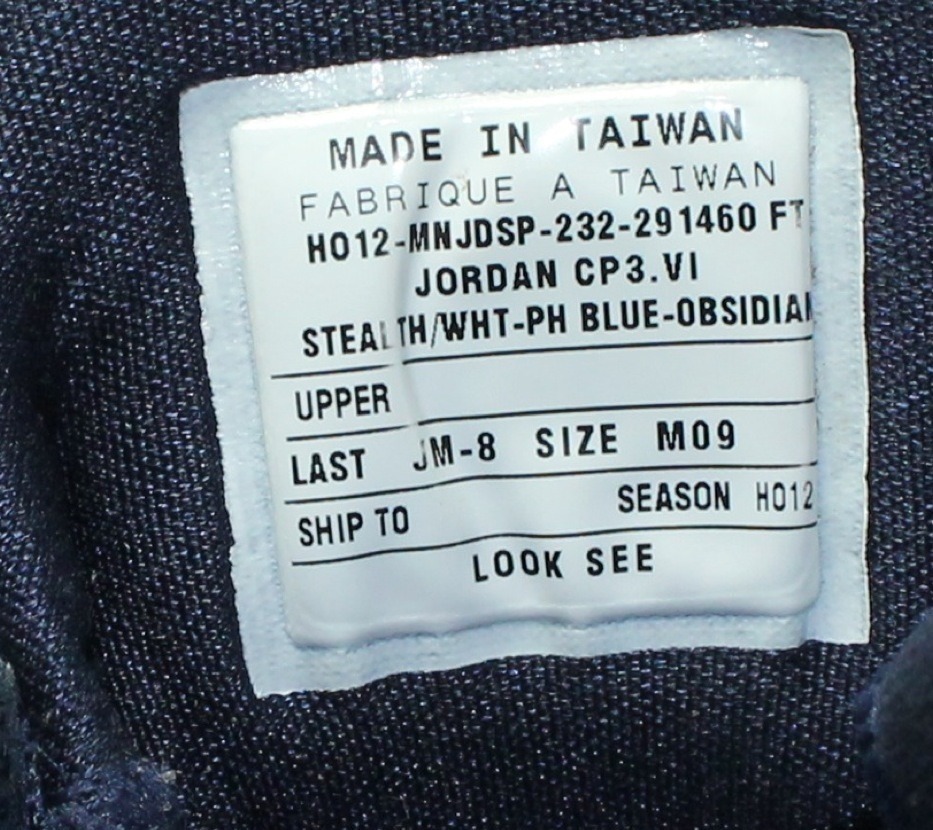 MADE IN TAIWAN
FABRIQUE A TAIWAN
HO12-MNJDSP-232-291460 FT
JORDAN CP3.VI
STEALTH/WHT-PH BLUE-OBSIDIAN
UPPER
LAST JM-8 SIZE M09
SHIP TO SEASON HO12
LOOK SEE